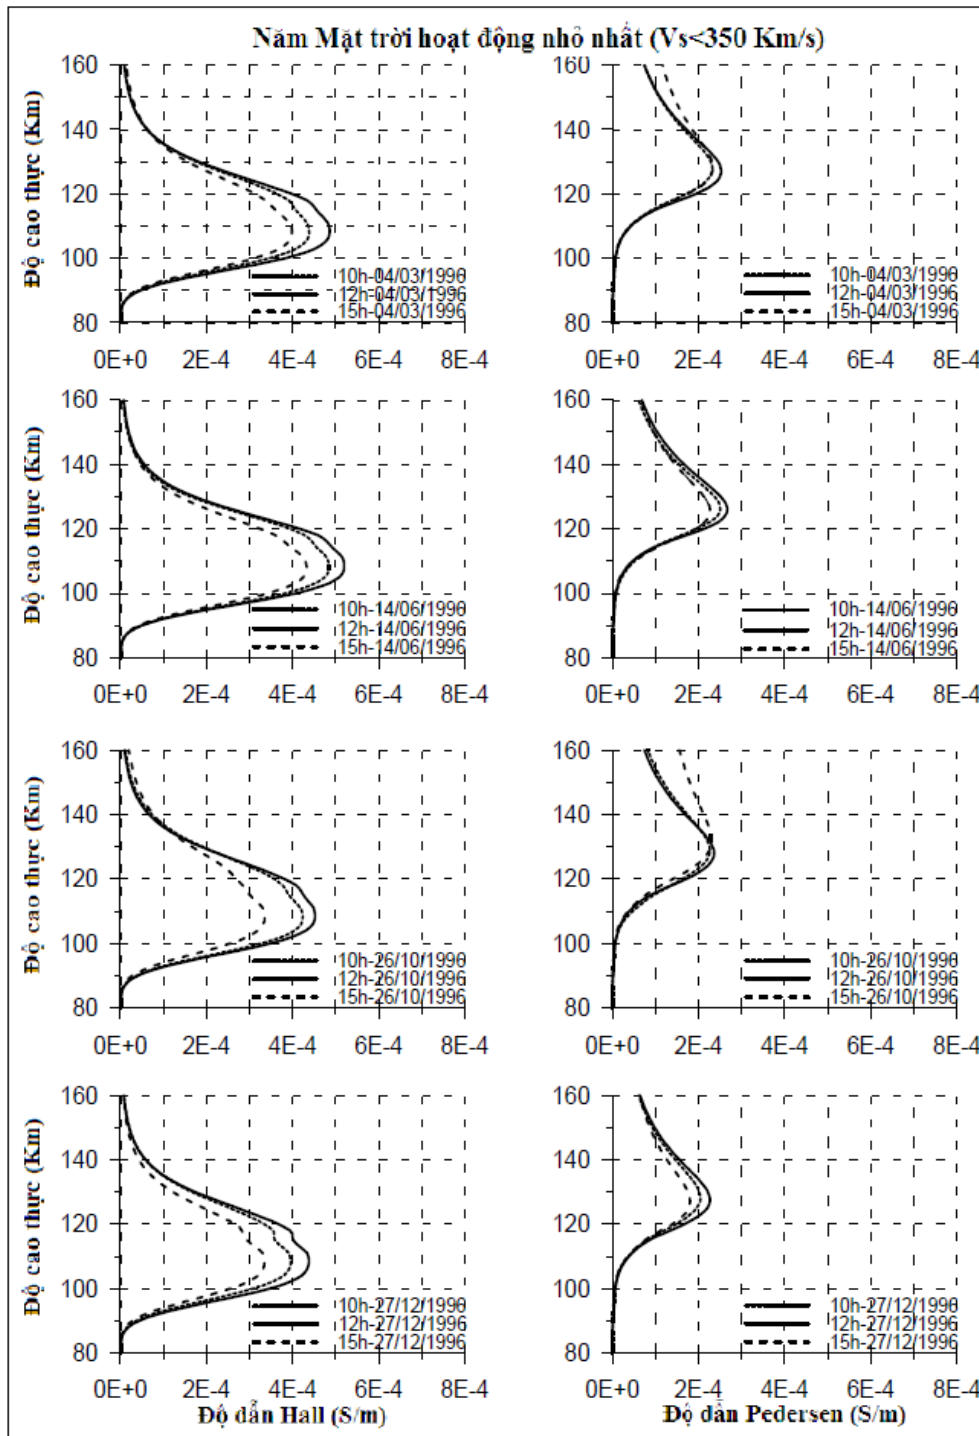 Năm Mặt trời hoạt động nhỏ nhất (Vs<350 Km/s)
Độ cao thực (Km)
160
140
120
100
80
10h-04/03/1996
12h-04/03/1996
15h-04/03/1996
0E+0 2E-4 4E-4 6E-4 8E-4
160
140
120
100
80
10h-04/03/1996
12h-04/03/1996
15h-04/03/1996
0E+0 2E-4 4E-4 6E-4 8E-4
Độ cao thực (Km)
160
140
120
100
80
10h-14/06/1996
12h-14/06/1996
15h-14/06/1996
0E+0 2E-4 4E-4 6E-4 8E-4
160
140
120
100
80
10h-14/06/1996
12h-14/06/1996
15h-14/06/1996
0E+0 2E-4 4E-4 6E-4 8E-4
Độ cao thực (Km)
160
140
120
100
80
10h-26/10/1996
12h-26/10/1996
15h-26/10/1996
0E+0 2E-4 4E-4 6E-4 8E-4
160
140
120
100
80
10h-26/10/1996
12h-26/10/1996
15h-26/10/1996
0E+0 2E-4 4E-4 6E-4 8E-4
Độ cao thực (Km)
160
140
120
100
80
10h-27/12/1996
12h-27/12/1996
15h-27/12/1996
0E+0 2E-4 4E-4 6E-4 8E-4
Độ dẫn Hall (S/m)
160
140
120
100
80
10h-27/12/1996
12h-27/12/1996
15h-27/12/1996
0E+0 2E-4 4E-4 6E-4 8E-4
Độ dẫn Pedersen (S/m)